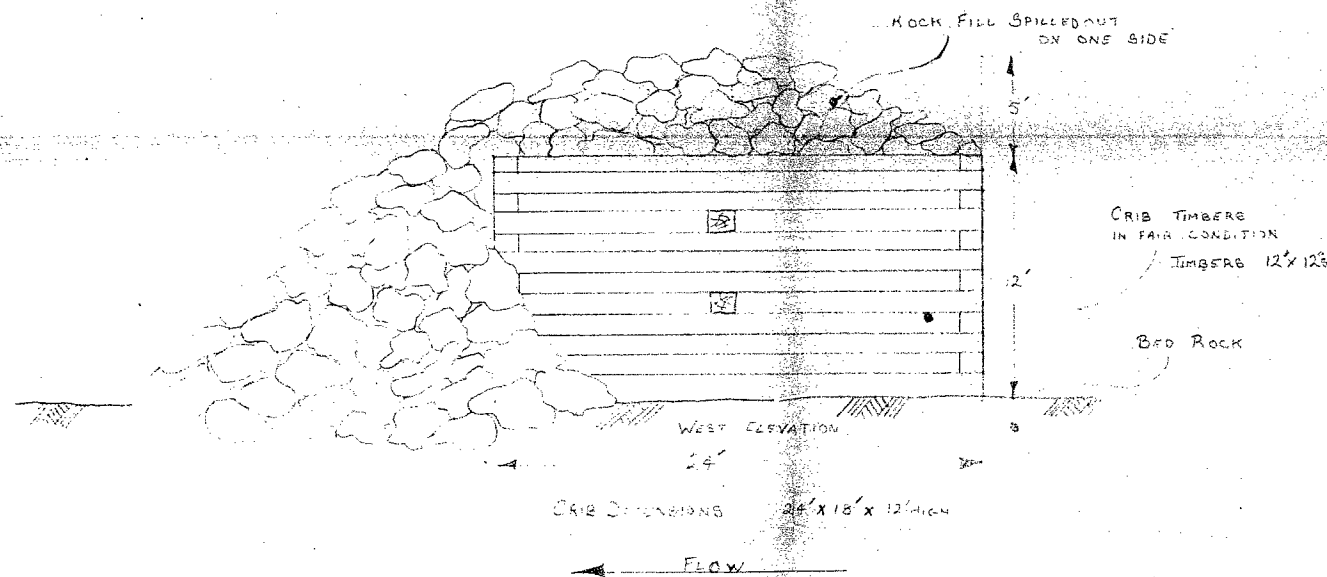 ROCK FILL SPILLED OUT
ON ONE SIDE
5'
CRIB TIMBERS
IN FAIR CONDITION
TIMBERS 12"X12"S
12'
BED ROCK
WEST ELEVATION
24'
CRIB DIMENSIONS 24' X 18' X 12' HIGH
FLOW